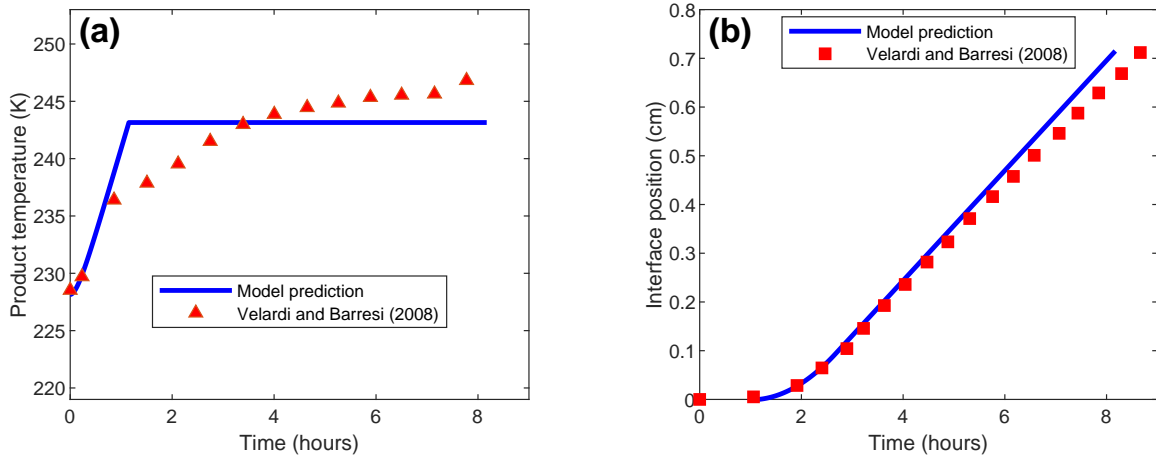 (a)
250
245
240
235
230
225
220
Product temperature (K)
Model prediction
Velardi and Barresi (2008)
0 2 4 6 8
Time (hours)
(b)
0.8
0.7
0.6
0.5
0.4
0.3
0.2
0.1
0
Interface position (cm)
Model prediction
Velardi and Barresi (2008)
0 2 4 6 8
Time (hours)